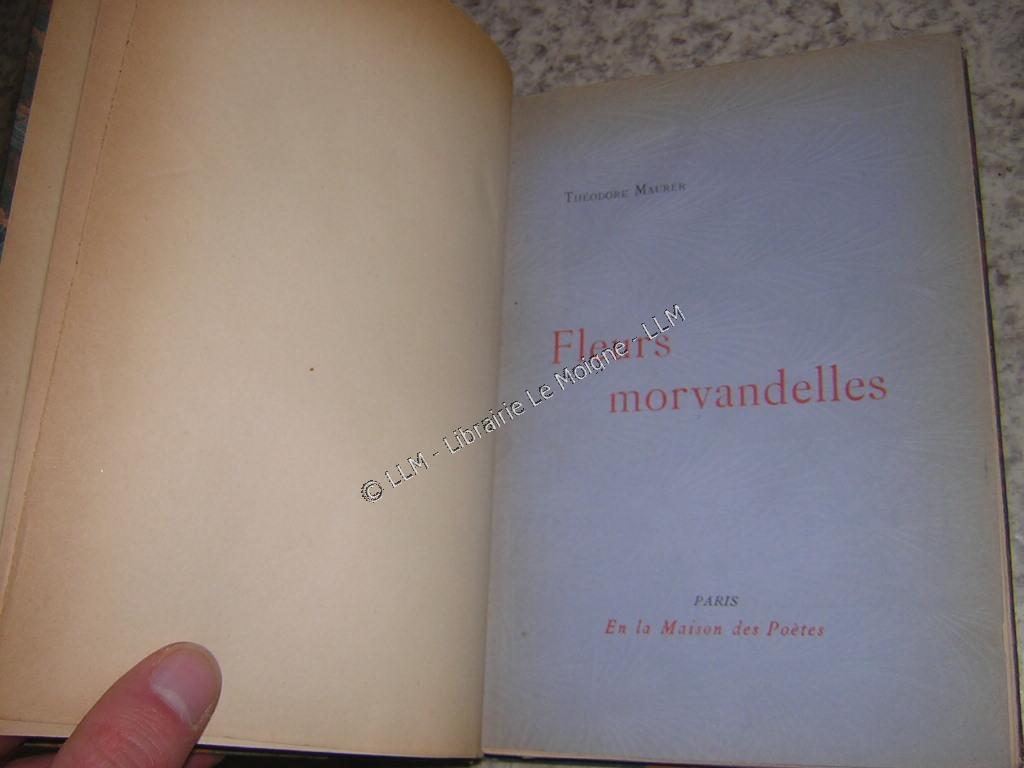 THÉODORE MAURER
Fleurs
morvandelles
© LLM - Librairie Le Moigne - LLM
PARIS
En la Maison des Poètes